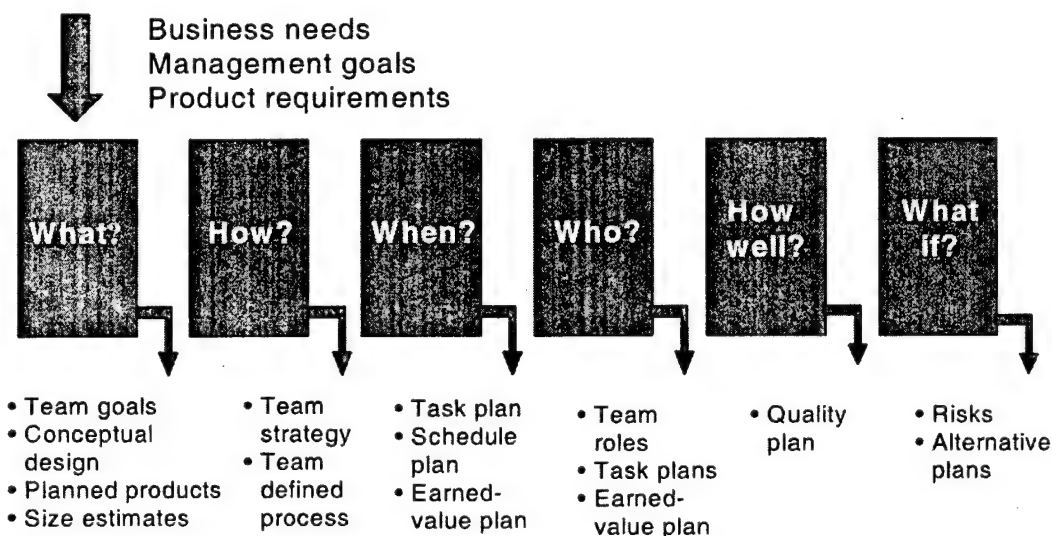 Business needs
Management goals
Product requirements
What?
How?
When?
Who?
How
well?
What
if?
• Team goals
• Conceptual
design
• Planned products
• Size estimates
• Team
strategy
• Team
defined
process
• Task plan
• Schedule
plan
• Earned-
value plan
• Team
roles
• Task plans
• Earned-
value plan
• Quality
plan
• Risks
• Alternative
plans